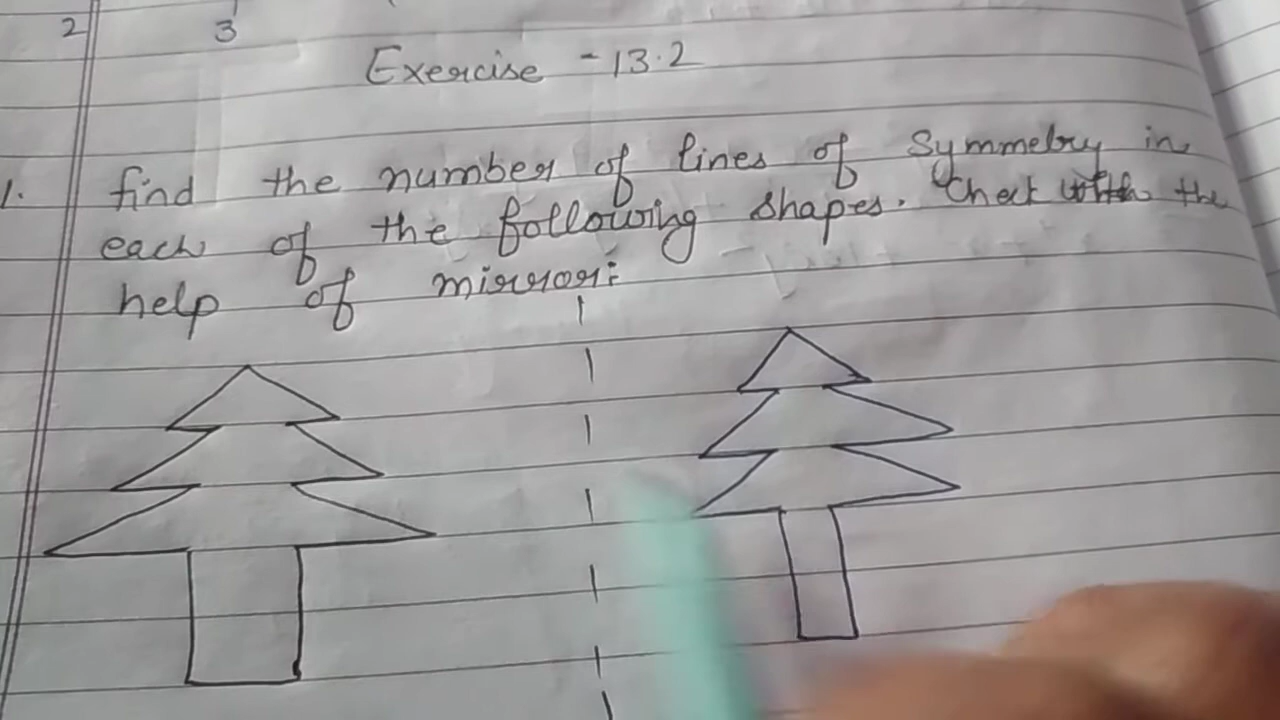 2 3
Exercise - 13.2
1. find the number of lines of symmetry in
each of the following shapes. Check with the
help of mirror: